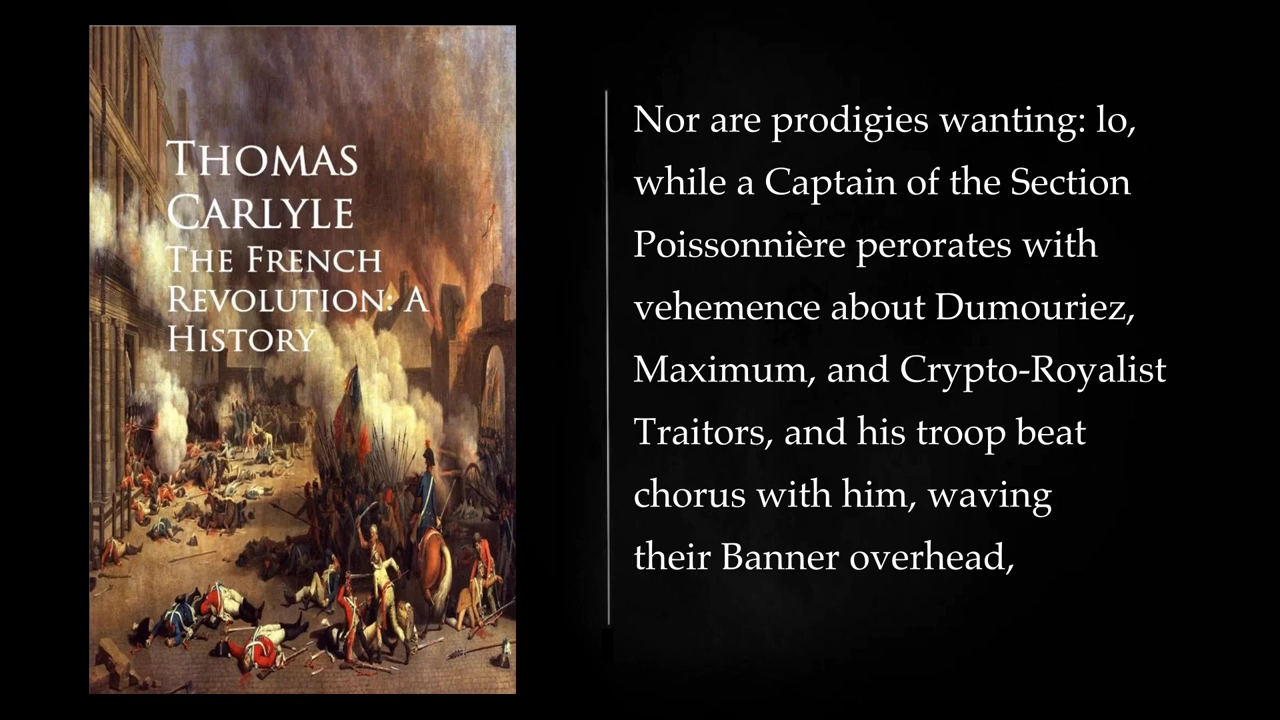 THOMAS
CARLYLE
THE FRENCH
REVOLUTION: A
HISTORY
Nor are prodigies wanting: lo,
while a Captain of the Section
Poissonnière perorates with
vehemence about Dumouriez,
Maximum, and Crypto-Royalist
Traitors, and his troop beat
chorus with him, waving
their Banner overhead,